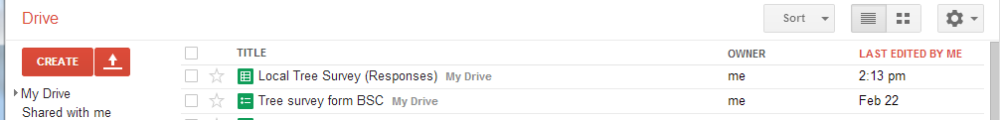 Drive
Sort
CREATE
TITLE OWNER LAST EDITED BY ME
Local Tree Survey (Responses) My Drive me 2:13 pm
My Drive
Tree survey form BSC My Drive me Feb 22
Shared with me